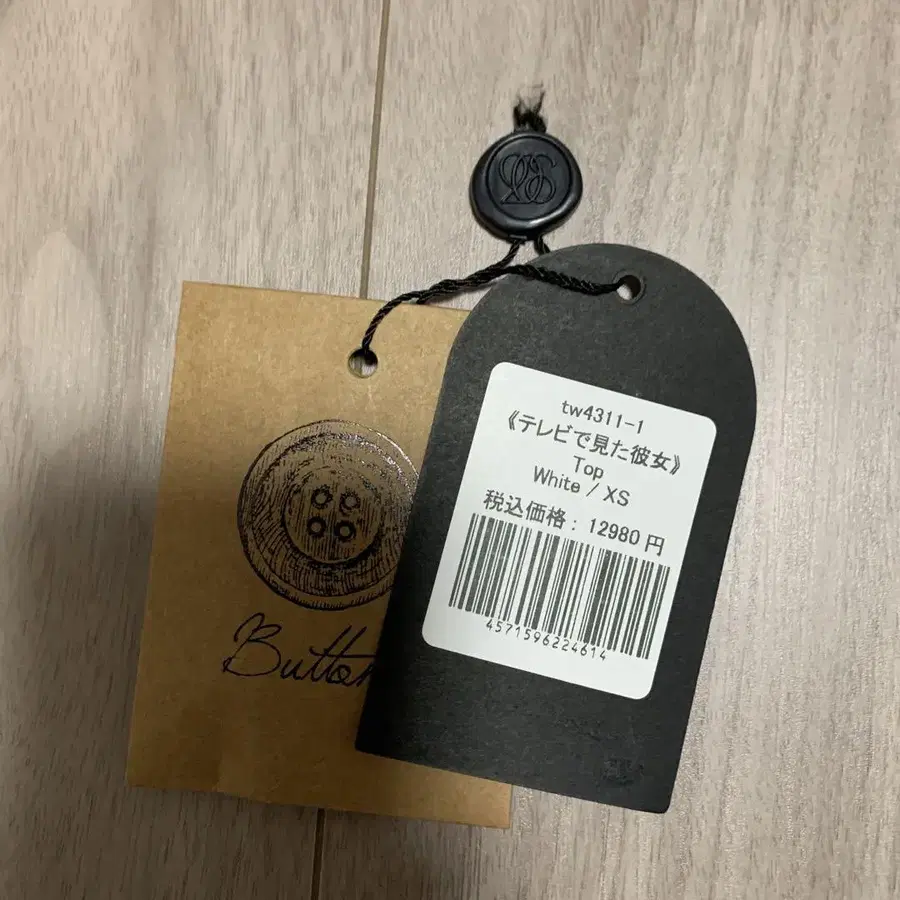 tw4311-1
《テレビで見た彼女》
Top
White / XS
税込価格: 12980 円
4571596224614